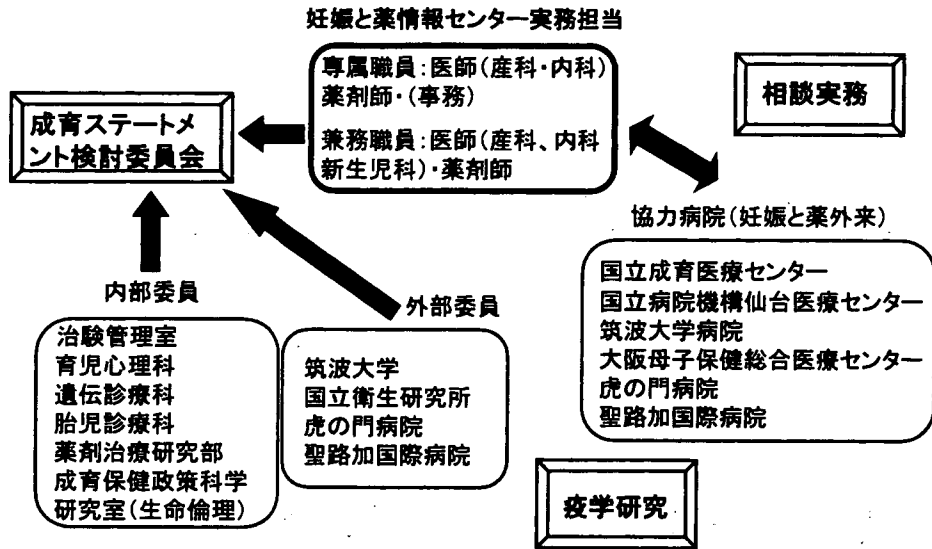 妊娠と薬情報センター実務担当
専属職員:医師(産科・内科)
薬剤師・(事務)
兼務職員:医師(産科、内科
新生児科)・薬剤師
相談実務
成育ステートメ
ント検討委員会
協力病院(妊娠と薬外来)
国立成育医療センター
国立病院機構仙台医療センター
筑波大学病院
大阪母子保健総合医療センター
虎の門病院
聖路加国際病院
内部委員
治験管理室
育児心理科
遺伝診療科
胎児診療科
薬剤治療研究部
成育保健政策科学
研究室(生命倫理)
外部委員
筑波大学
国立衛生研究所
虎の門病院
聖路加国際病院
疫学研究